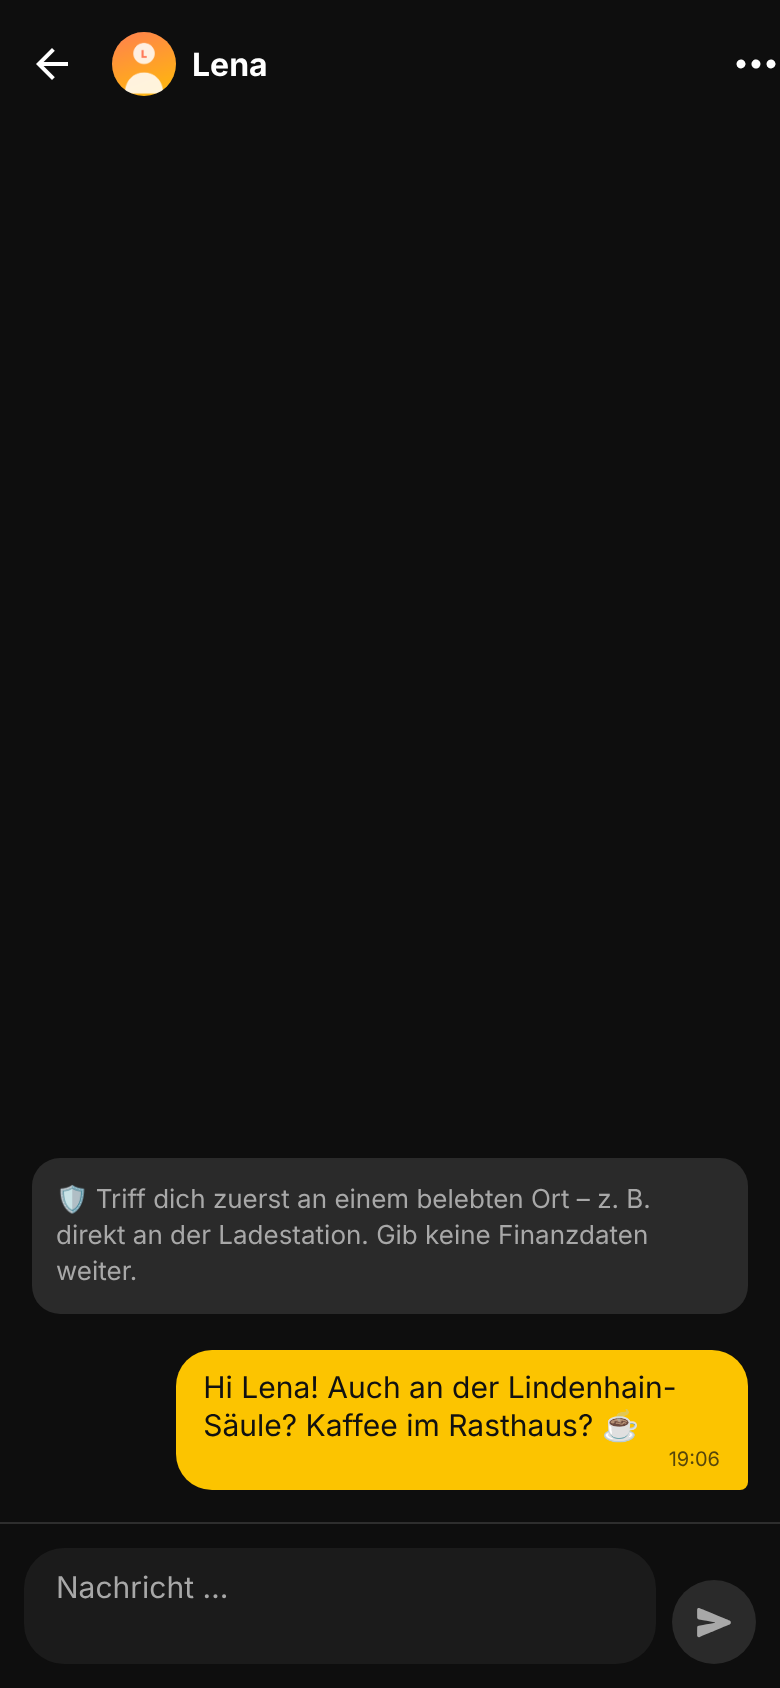 L
Lena
🛡️ Triff dich zuerst an einem belebten Ort – z. B.
direkt an der Ladestation. Gib keine Finanzdaten
weiter.
Hi Lena! Auch an der Lindenhain-
Säule? Kaffee im Rasthaus? ☕
19:06
Nachricht …